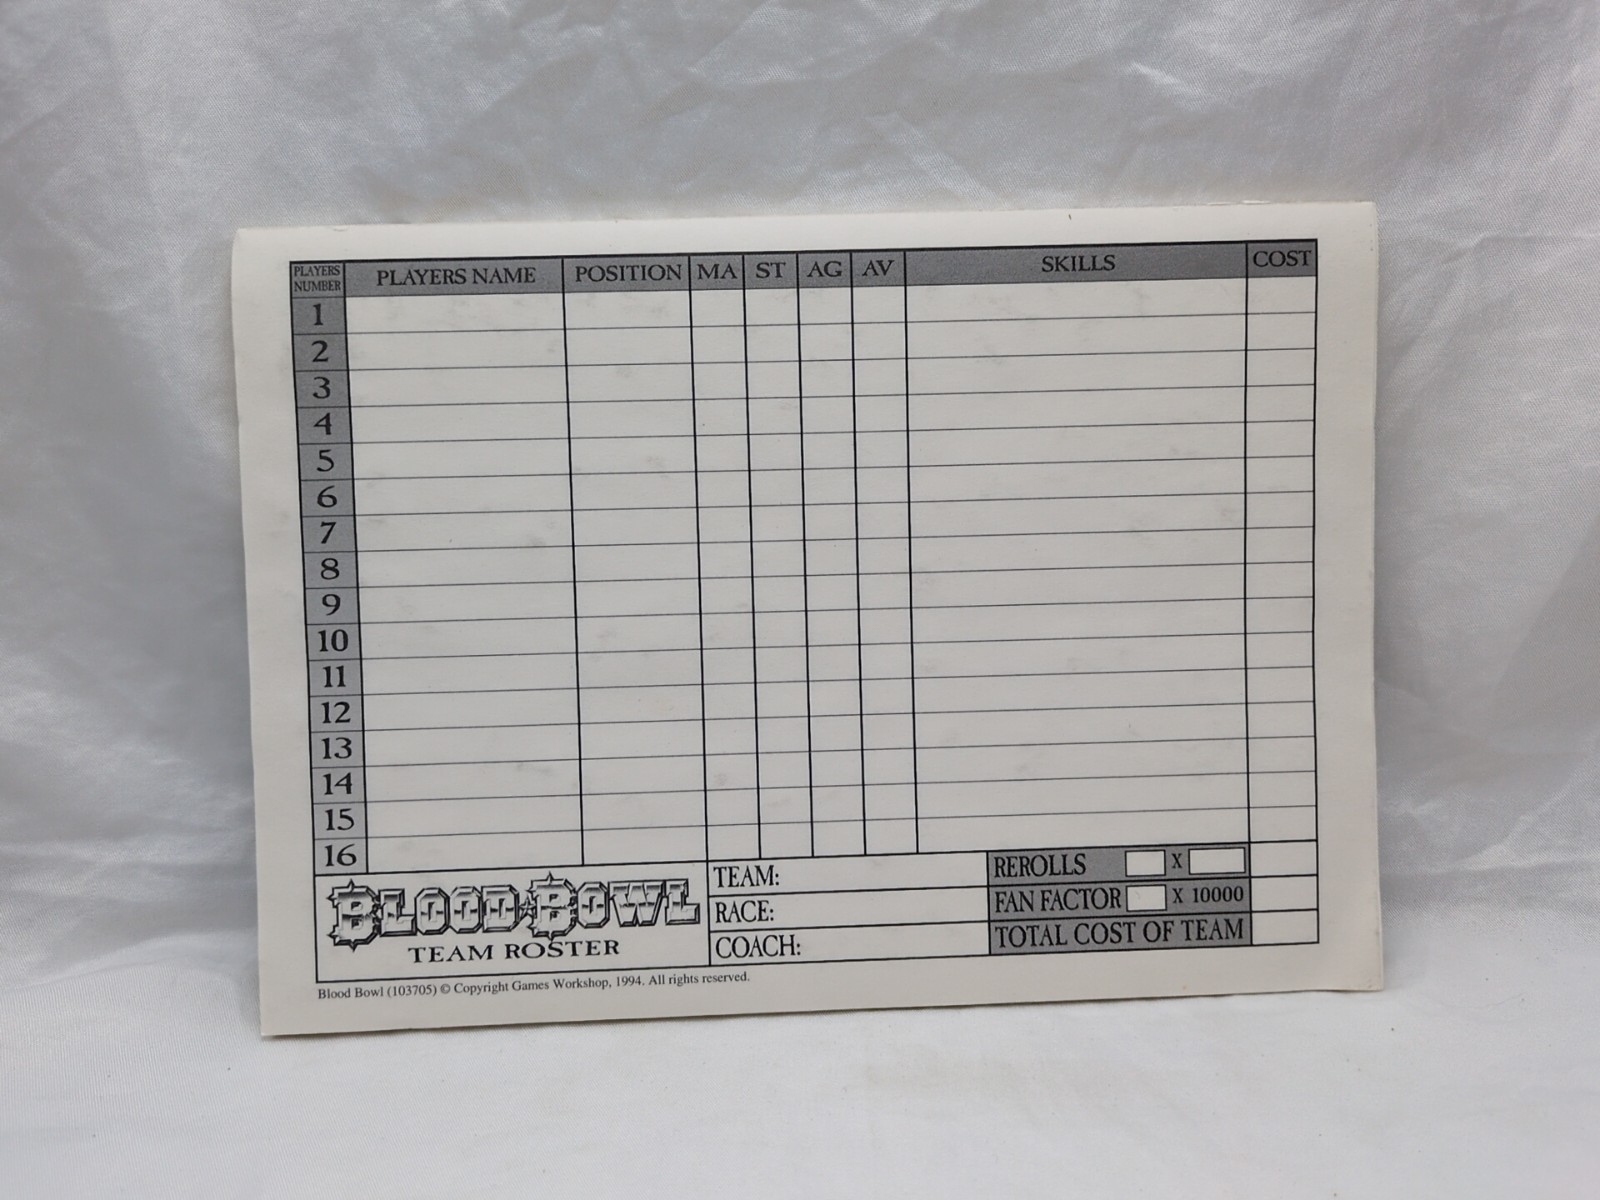 PLAYERS NUMBER PLAYERS NAME POSITION MA ST AG AV SKILLS COST
1
2
3
4
5
6
7
8
9
10
11
12
13
14
15
16
BLOOD BOWL
TEAM ROSTER
TEAM:
RACE:
COACH:
REROLLS X
FAN FACTOR X 10000
TOTAL COST OF TEAM
Blood Bowl (103705) © Copyright Games Workshop, 1994. All rights reserved.